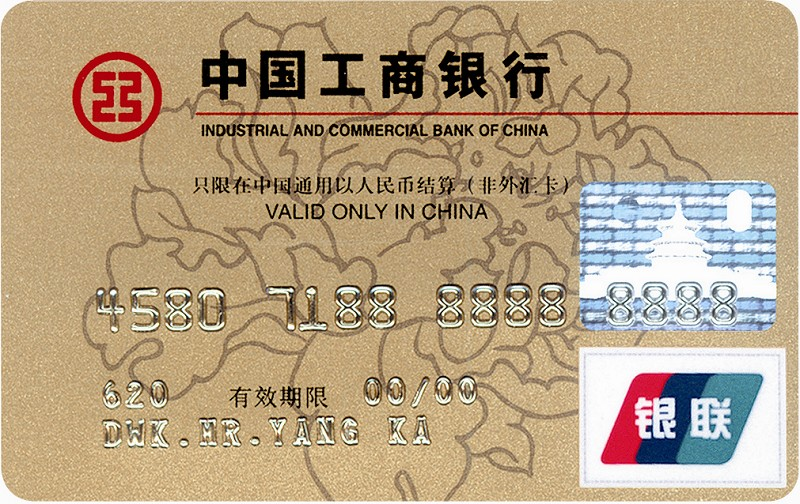 中国工商银行
INDUSTRIAL AND COMMERCIAL BANK OF CHINA
只限在中国通用以人民币结算（非外汇卡）
VALID ONLY IN CHINA
4580 7188 8888 8888
620 有效期限 00/00
DWK.MR.YANG KA
银联